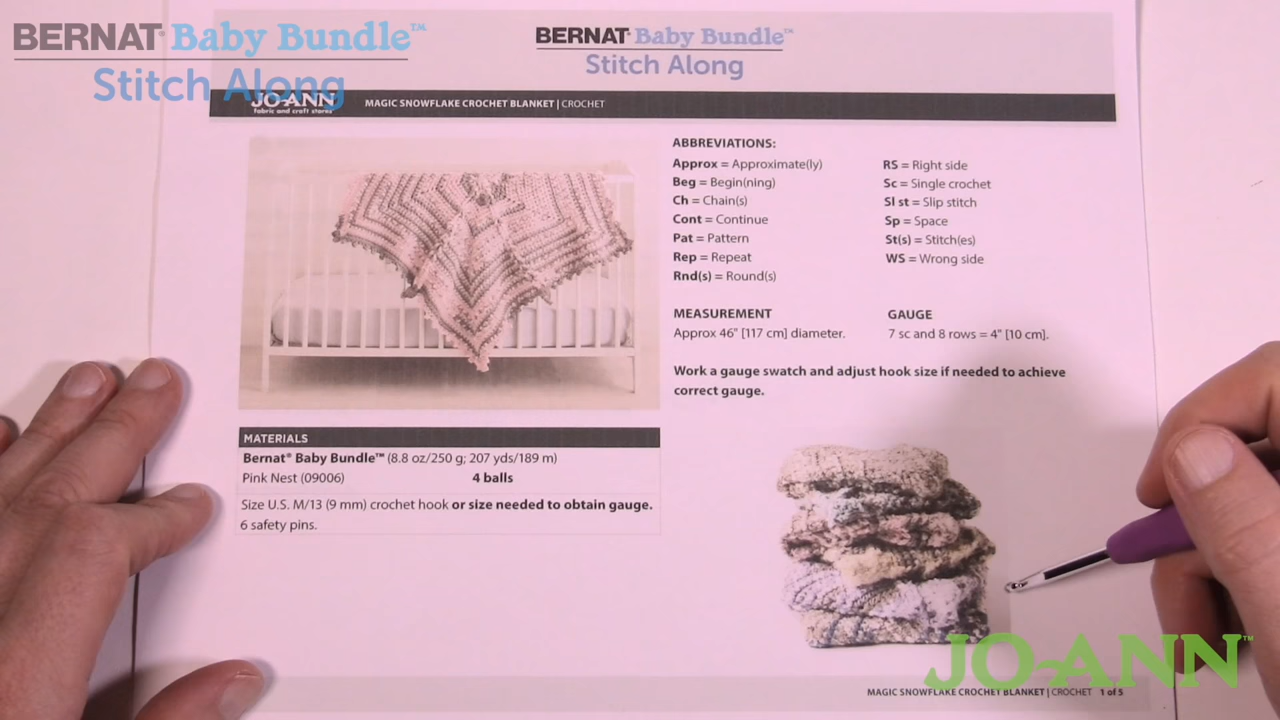 BERNAT® Baby Bundle™
Stitch Along
BERNAT® Baby Bundle™
Stitch Along
JO-ANN
fabric and craft stores
MAGIC SNOWFLAKE CROCHET BLANKET | CROCHET
ABBREVIATIONS:
Approx = Approximate(ly)
Beg = Begin(ning)
Ch = Chain(s)
Cont = Continue
Pat = Pattern
Rep = Repeat
Rnd(s) = Round(s)
RS = Right side
Sc = Single crochet
Sl st = Slip stitch
Sp = Space
St(s) = Stitch(es)
WS = Wrong side
MEASUREMENT
Approx 46" [117 cm] diameter.
GAUGE
7 sc and 8 rows = 4" [10 cm].
Work a gauge swatch and adjust hook size if needed to achieve
correct gauge.
MATERIALS
Bernat® Baby Bundle™ (8.8 oz/250 g; 207 yds/189 m)
Pink Nest (09006) 4 balls
Size U.S. M/13 (9 mm) crochet hook or size needed to obtain gauge.
6 safety pins.
JO-ANN™
MAGIC SNOWFLAKE CROCHET BLANKET | CROCHET 1 of 5